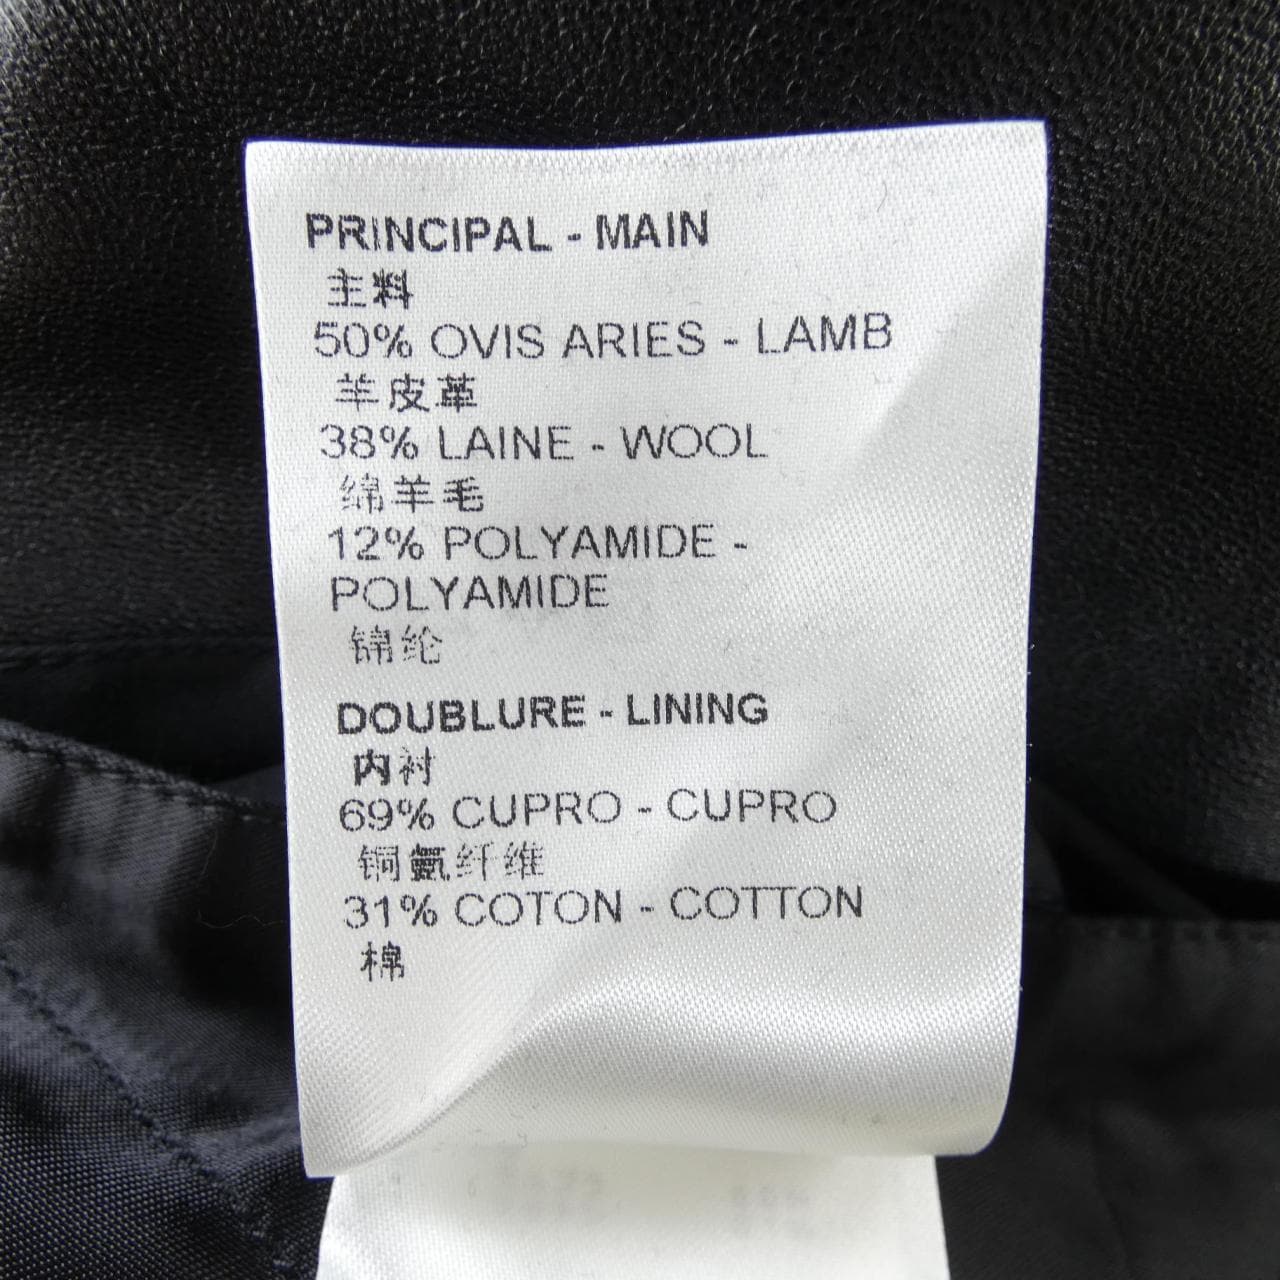 PRINCIPAL - MAIN
主料
50% OVIS ARIES - LAMB
羊皮革
38% LAINE - WOOL
绵羊毛
12% POLYAMIDE -
POLYAMIDE
锦纶
DOUBLURE - LINING
内衬
69% CUPRO - CUPRO
铜氨纤维
31% COTON - COTTON
棉